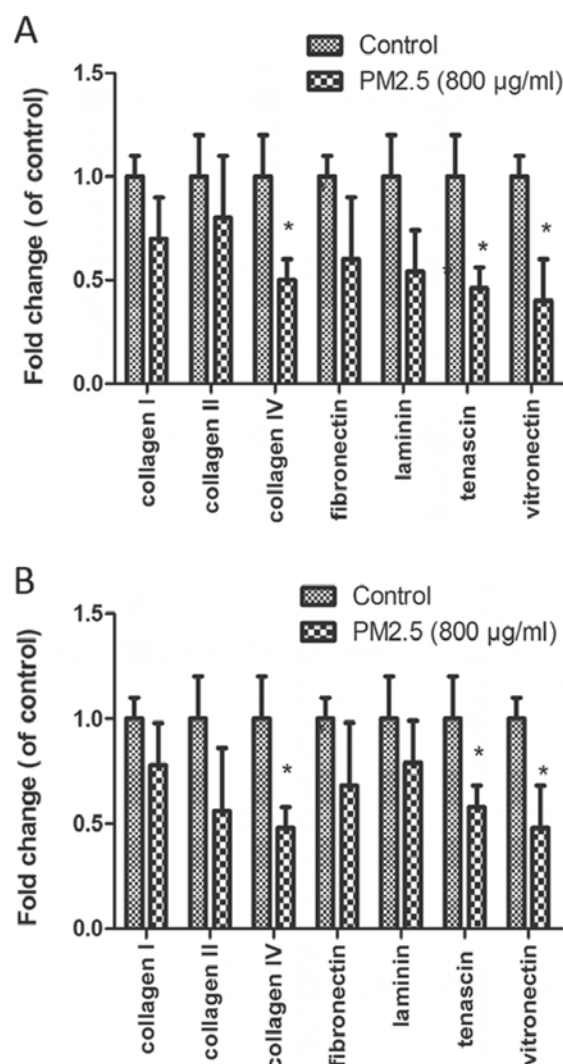 A
Control
PM2.5 (800 µg/ml)
Fold change ( of control)
1.5
1.0
0.5
0.0
*
*
*
collagen I
collagen II
collagen IV
fibronectin
laminin
tenascin
vitronectin
B
Control
PM2.5 (800 µg/ml)
Fold change ( of control)
1.5
1.0
0.5
0.0
*
*
*
collagen I
collagen II
collagen IV
fibronectin
laminin
tenascin
vitronectin